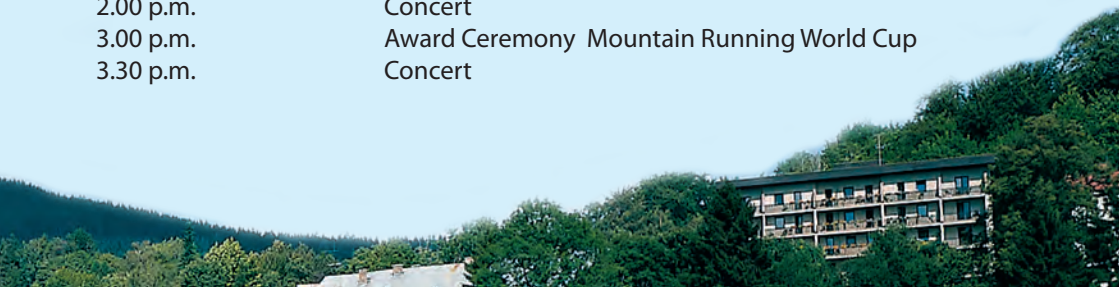 2.00 p.m. Concert
3.00 p.m. Award Ceremony Mountain Running World Cup
3.30 p.m. Concert